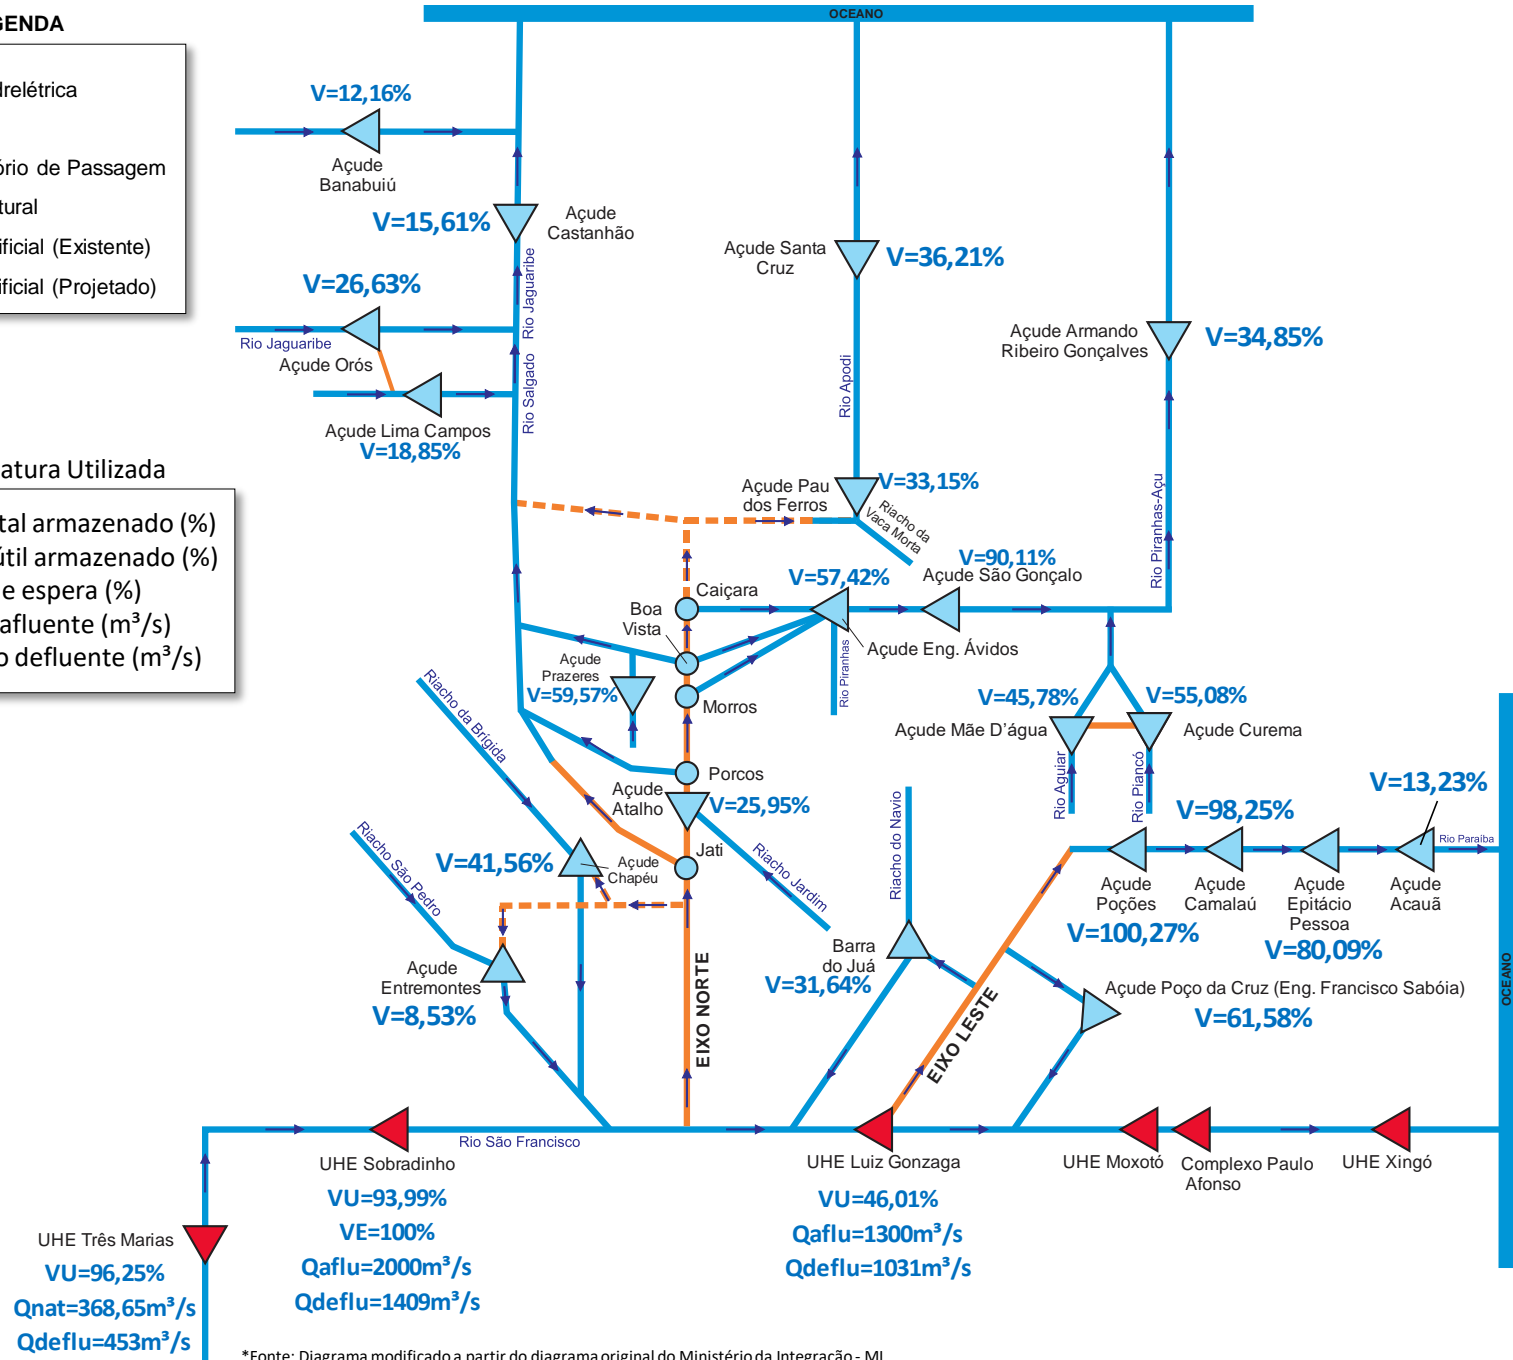 OCEANO
GENDA
drelétrica
ório de Passagem
tural
ificial (Existente)
ificial (Projetado)
V=12,16%
Açude
Banabuiú
V=15,61%
Açude
Castanhão
Rio Jaguaribe
V=26,63%
Rio Jaguaribe
Açude Orós
Rio Salgado
Açude Lima Campos
V=18,85%
Açude Santa
Cruz
V=36,21%
Rio Apodi
Açude Armando
Ribeiro Gonçalves
V=34,85%
Rio Piranhas-Açu
atura Utilizada
tal armazenado (%)
útil armazenado (%)
e espera (%)
afluente (m³/s)
o defluente (m³/s)
Açude Pau
dos Ferros
V=33,15%
Riacho da
Vaca Morta
V=90,11%
Açude São Gonçalo
V=57,42%
Caiçara
Boa
Vista
Açude Eng. Ávidos
Rio Piranhas
Açude
Prazeres
V=59,57%
Morros
Riacho da Brígida
V=45,78%
V=55,08%
Açude Mãe D'água
Açude Curema
Rio Aguiar
Rio Piancó
Porcos
Açude
Atalho
V=25,95%
V=13,23%
V=98,25%
Rio Paraíba
Riacho do Navio
Riacho São Pedro
V=41,56%
Açude
Chapéu
Jati
Riacho Jardim
Açude
Poções
V=100,27%
Açude
Camalaú
Açude
Epitácio
Pessoa
V=80,09%
Açude
Acauã
Barra
do Juá
V=31,64%
Açude
Entremontes
V=8,53%
EIXO NORTE
EIXO LESTE
Açude Poço da Cruz (Eng. Francisco Sabóia)
V=61,58%
OCEANO
Rio São Francisco
UHE Sobradinho
VU=93,99%
VE=100%
Qaflu=2000m³/s
Qdeflu=1409m³/s
UHE Luiz Gonzaga
VU=46,01%
Qaflu=1300m³/s
Qdeflu=1031m³/s
UHE Moxotó
Complexo Paulo
Afonso
UHE Xingó
UHE Três Marias
VU=96,25%
Qnat=368,65m³/s
Qdeflu=453m³/s
*Fonte: Diagrama modificado a partir do diagrama original do Ministério da Integração - MI